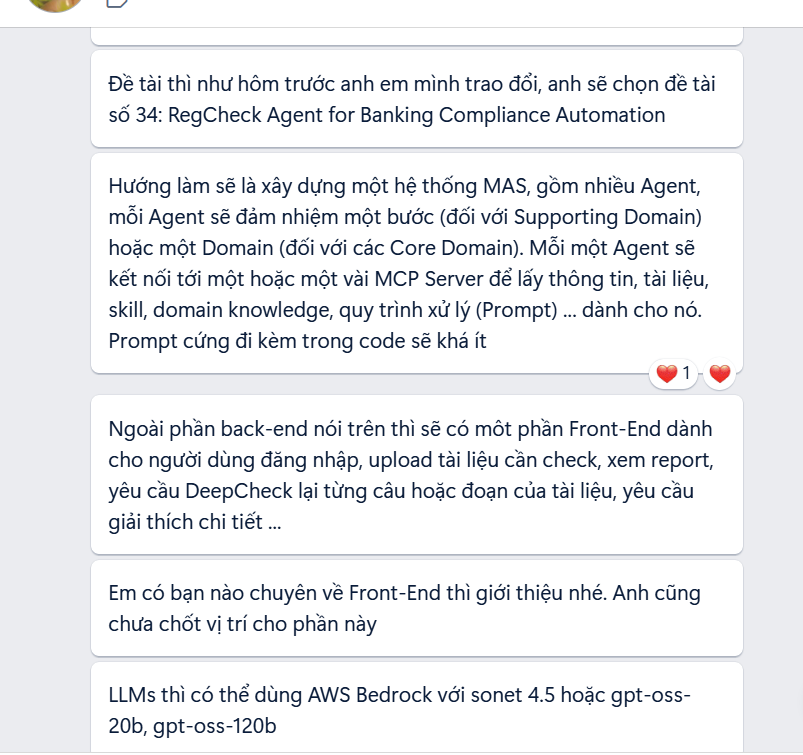 Đề tài thì như hôm trước anh em mình trao đổi, anh sẽ chọn đề tài
số 34: RegCheck Agent for Banking Compliance Automation
Hướng làm sẽ là xây dựng một hệ thống MAS, gồm nhiều Agent,
mỗi Agent sẽ đảm nhiệm một bước (đối với Supporting Domain)
hoặc một Domain (đối với các Core Domain). Mỗi một Agent sẽ
kết nối tới một hoặc một vài MCP Server để lấy thông tin, tài liệu,
skill, domain knowledge, quy trình xử lý (Prompt) ... dành cho nó.
Prompt cứng đi kèm trong code sẽ khá ít
1
Ngoài phần back-end nói trên thì sẽ có môt phần Front-End dành
cho người dùng đăng nhập, upload tài liệu cần check, xem report,
yêu cầu DeepCheck lại từng câu hoặc đoạn của tài liệu, yêu cầu
giải thích chi tiết ...
Em có bạn nào chuyên về Front-End thì giới thiệu nhé. Anh cũng
chưa chốt vị trí cho phần này
LLMs thì có thể dùng AWS Bedrock với sonet 4.5 hoặc gpt-oss-
20b, gpt-oss-120b